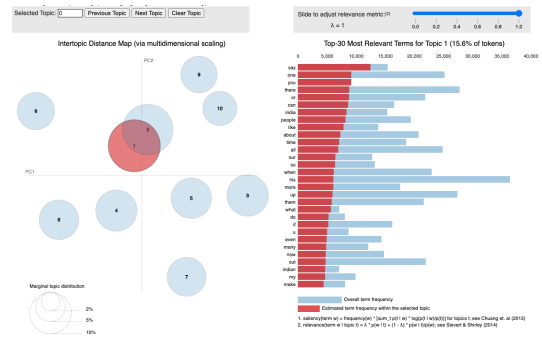 Selected Topic: 0 Previous Topic Next Topic Clear Topic
Slide to adjust relevance metric:(2)
λ = 1
0.0 0.2 0.4 0.6 0.8 1.0
Intertopic Distance Map (via multidimensional scaling)
PC2
PC1
9
10
8
2
1
5
3
4
6
7
Marginal topic distribution
2%
5%
10%
Top-30 Most Relevant Terms for Topic 1 (15.6% of tokens)
0 5,000 10,000 15,000 20,000 25,000 30,000 35,000 40,000
say
one
you
there
or
can
india
people
like
about
time
all
our
so
when
his
more
up
them
what
do
if
u
even
many
now
out
indian
my
make
Overall term frequency
Estimated term frequency within the selected topic
1. saliency(term w) = frequency(w) * [sum_t p(t | w) * log(p(t | w)/p(t))] for topics t; see Chuang et. al (2012)
2. relevance(term w | topic t) = λ * p(w | t) + (1 - λ) * p(w | t)/p(w); see Sievert & Shirley (2014)